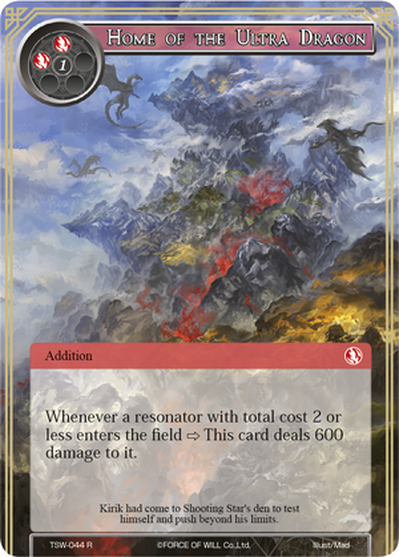 Home of the Ultra Dragon
1
Addition
Whenever a resonator with total cost 2 or
less enters the field ⇨ This card deals 600
damage to it.
Kirik had come to Shooting Star's den to test
himself and push beyond his limits.
TSW-044 R ©FORCE OF WILL Co.,Ltd. Illust/Mad